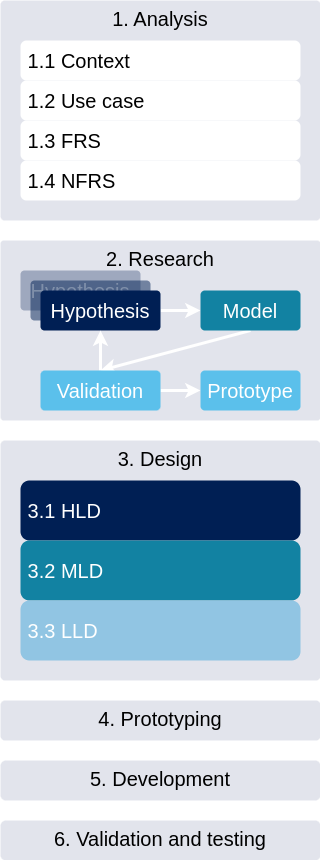 1. Analysis
1.1 Context
1.2 Use case
1.3 FRS
1.4 NFRS
2. Research
Hypothesis
Hypothesis
Model
Validation
Prototype
3. Design
3.1 HLD
3.2 MLD
3.3 LLD
4. Prototyping
5. Development
6. Validation and testing